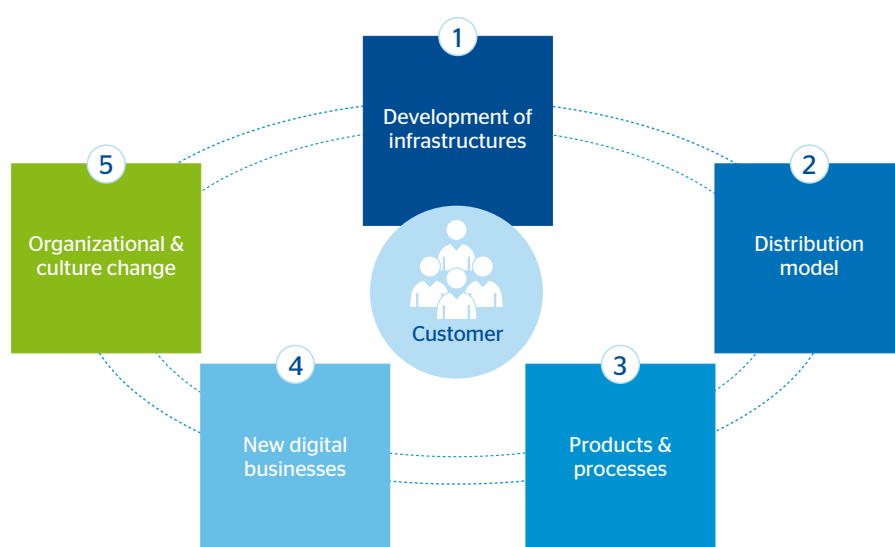 1
Development of
infrastructures
2
Distribution
model
3
Products &
processes
4
New digital
businesses
5
Organizational &
culture change
Customer